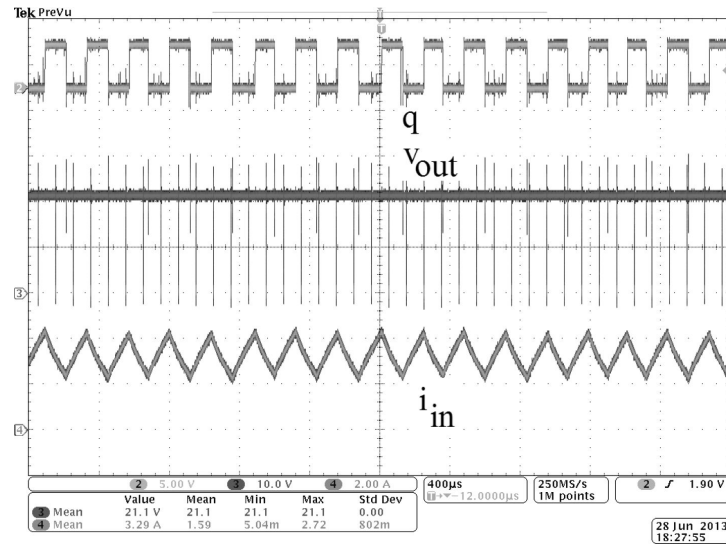 Tek PreVu
T
T
2
q
vout
3
iin
4
2 5.00 V 3 10.0 V 4 2.00 A
400µs
T→▼−12.0000µs
250MS/s
1M points
2 ƒ 1.90 V
Value Mean Min Max Std Dev
3 Mean 21.1 V 21.1 21.1 21.1 0.00
4 Mean 3.29 A 1.59 5.04m 2.72 802m
28 Jun 2013
18:27:55